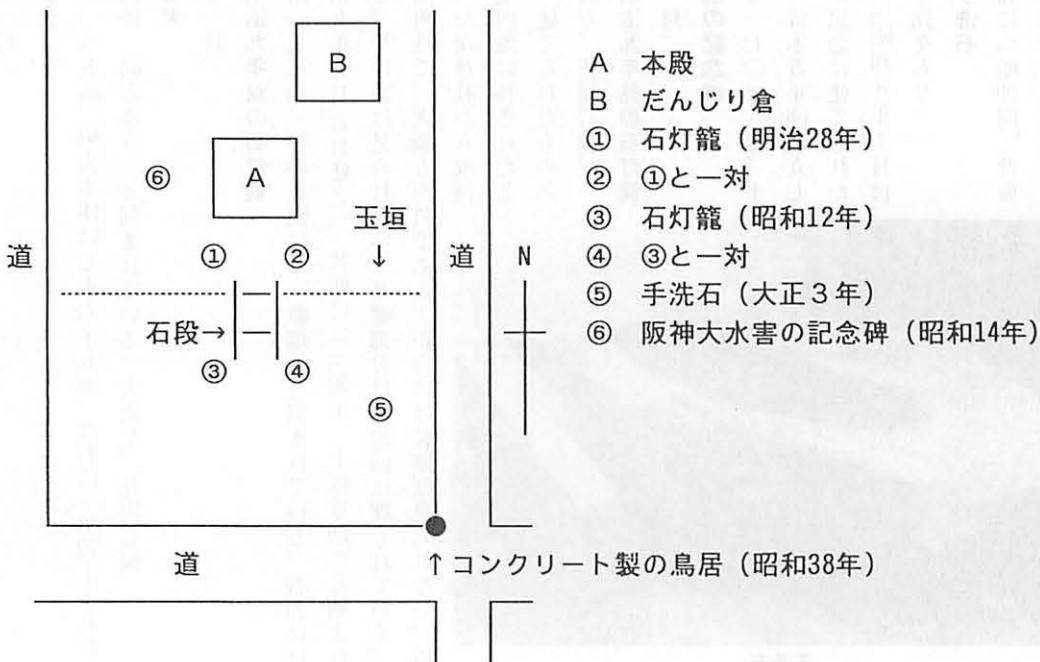 B
A
⑥
玉垣
↓
道
①
②
道
N
石段→
③
④
⑤
道
↑コンクリート製の鳥居（昭和38年）
A 本殿
B だんじり倉
① 石灯籠（明治28年）
② ①と一対
③ 石灯籠（昭和12年）
④ ③と一対
⑤ 手洗石（大正3年）
⑥ 阪神大水害の記念碑（昭和14年）